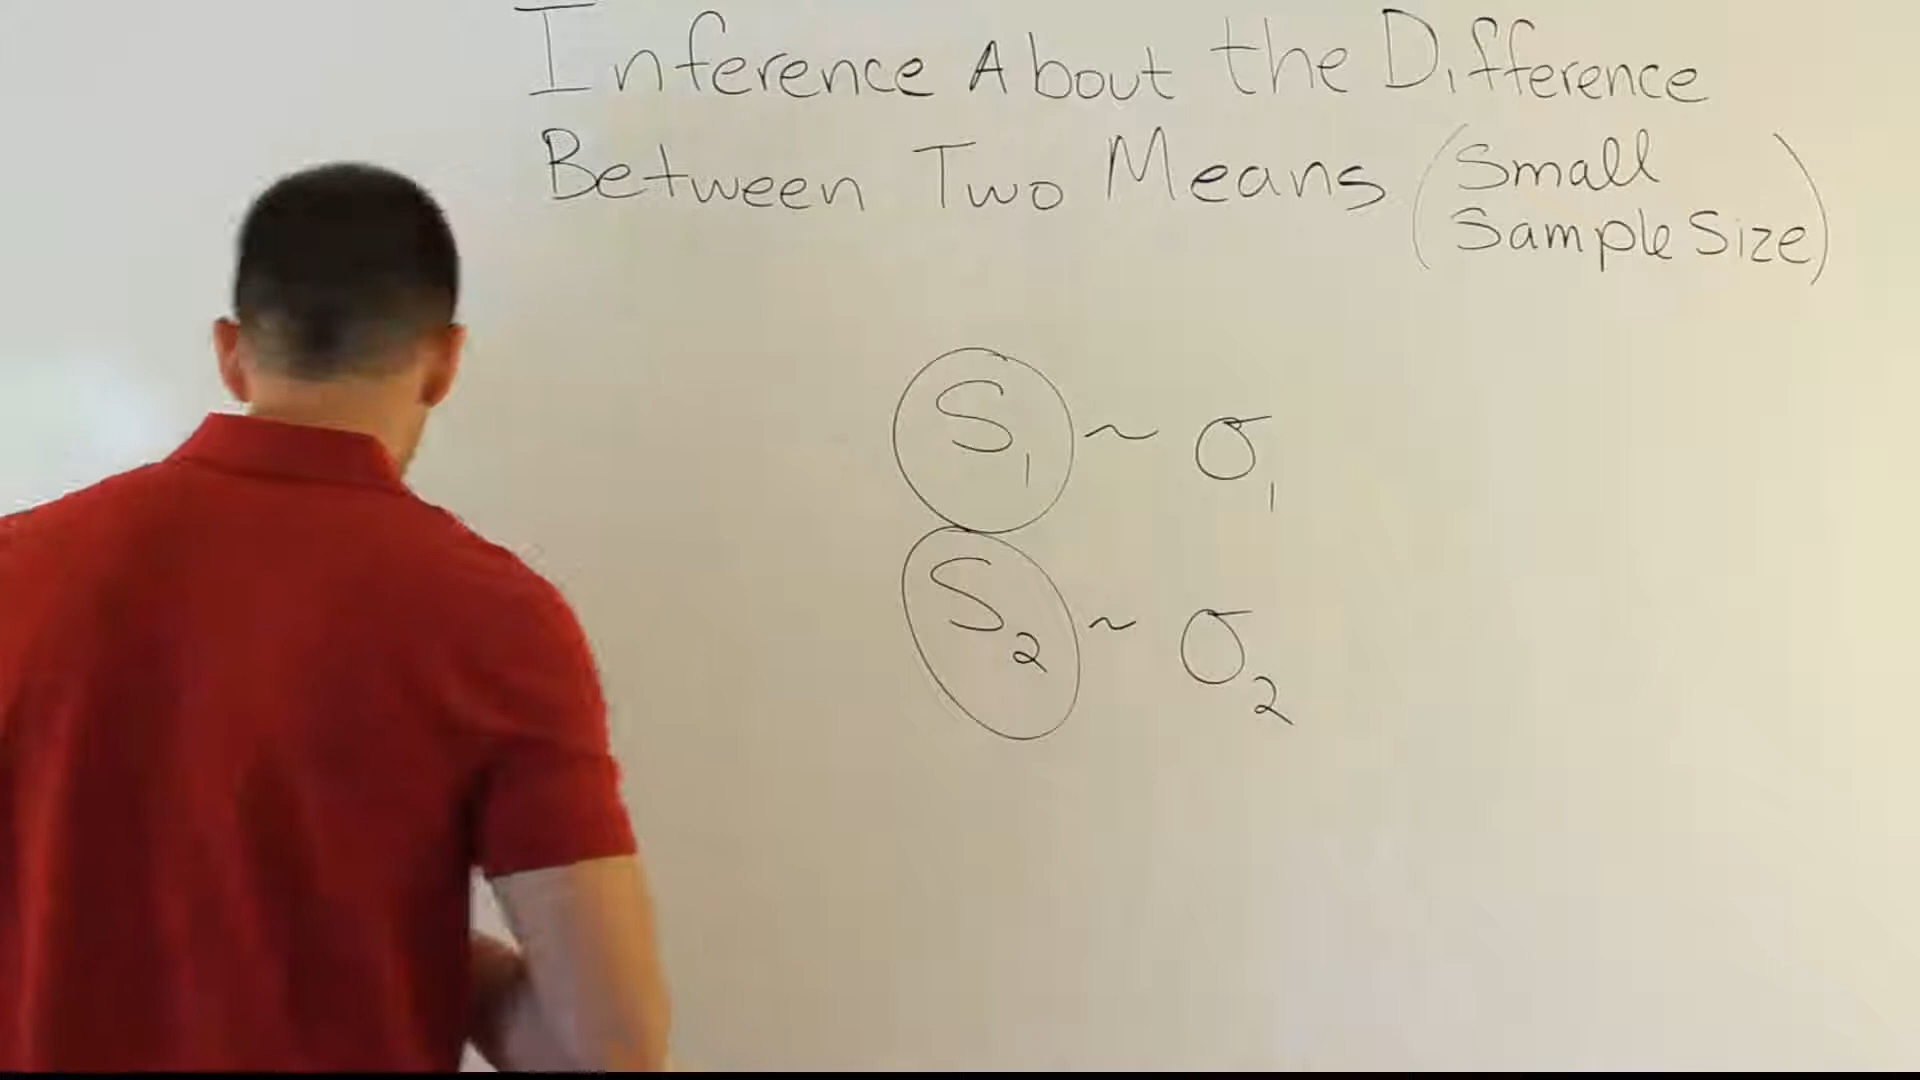 Inference About the Difference
Between Two Means (Small
Sample Size)
S₁ ~ σ₁
S₂ ~ σ₂